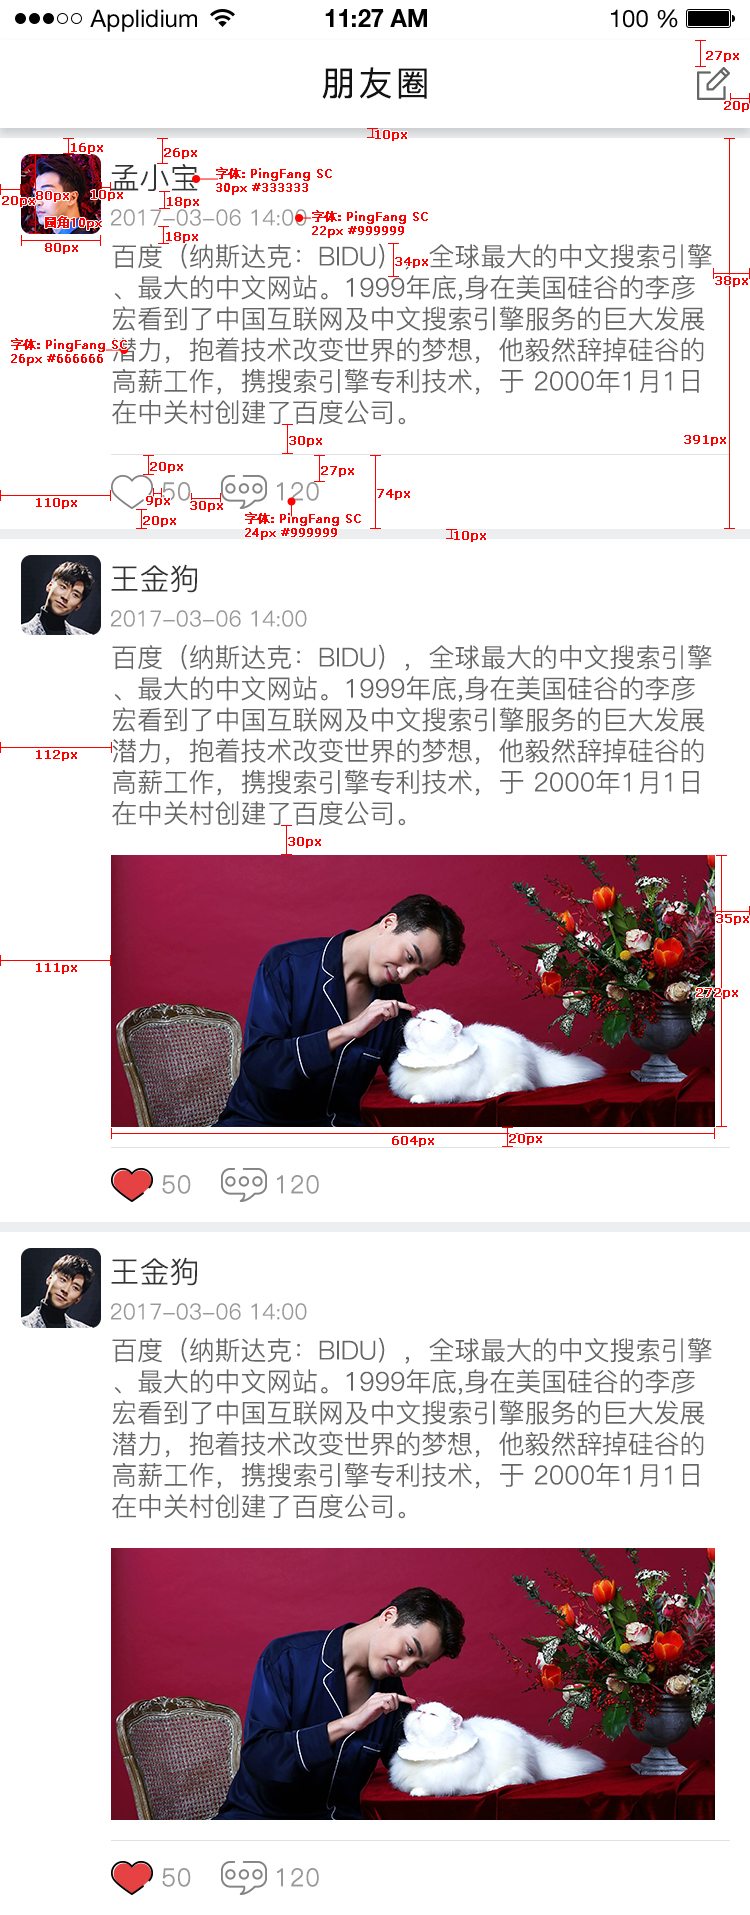 Applidium 11:27 AM 100 %
27px
朋友圈
20p
10px
16px
26px
孟小宝
字体: PingFang SC
30px #333333
20px
80px
10px
18px
圆角10px
2017-03-06 14:00
字体: PingFang SC
22px #999999
18px
80px
百度（纳斯达克：BIDU），全球最大的中文搜索引擎
34px
、最大的中文网站。1999年底,身在美国硅谷的李彦
38px
宏看到了中国互联网及中文搜索引擎服务的巨大发展
字体: PingFang SC
26px #666666
潜力，抱着技术改变世界的梦想，他毅然辞掉硅谷的
高薪工作，携搜索引擎专利技术，于 2000年1月1日
在中关村创建了百度公司。
30px
391px
20px
27px
50
120
74px
110px
9px
30px
20px
字体: PingFang SC
24px #999999
10px
王金狗
2017-03-06 14:00
百度（纳斯达克：BIDU），全球最大的中文搜索引擎
、最大的中文网站。1999年底,身在美国硅谷的李彦
宏看到了中国互联网及中文搜索引擎服务的巨大发展
112px
潜力，抱着技术改变世界的梦想，他毅然辞掉硅谷的
高薪工作，携搜索引擎专利技术，于 2000年1月1日
在中关村创建了百度公司。
30px
35px
111px
272px
604px
20px
50
120
王金狗
2017-03-06 14:00
百度（纳斯达克：BIDU），全球最大的中文搜索引擎
、最大的中文网站。1999年底,身在美国硅谷的李彦
宏看到了中国互联网及中文搜索引擎服务的巨大发展
潜力，抱着技术改变世界的梦想，他毅然辞掉硅谷的
高薪工作，携搜索引擎专利技术，于 2000年1月1日
在中关村创建了百度公司。
50
120